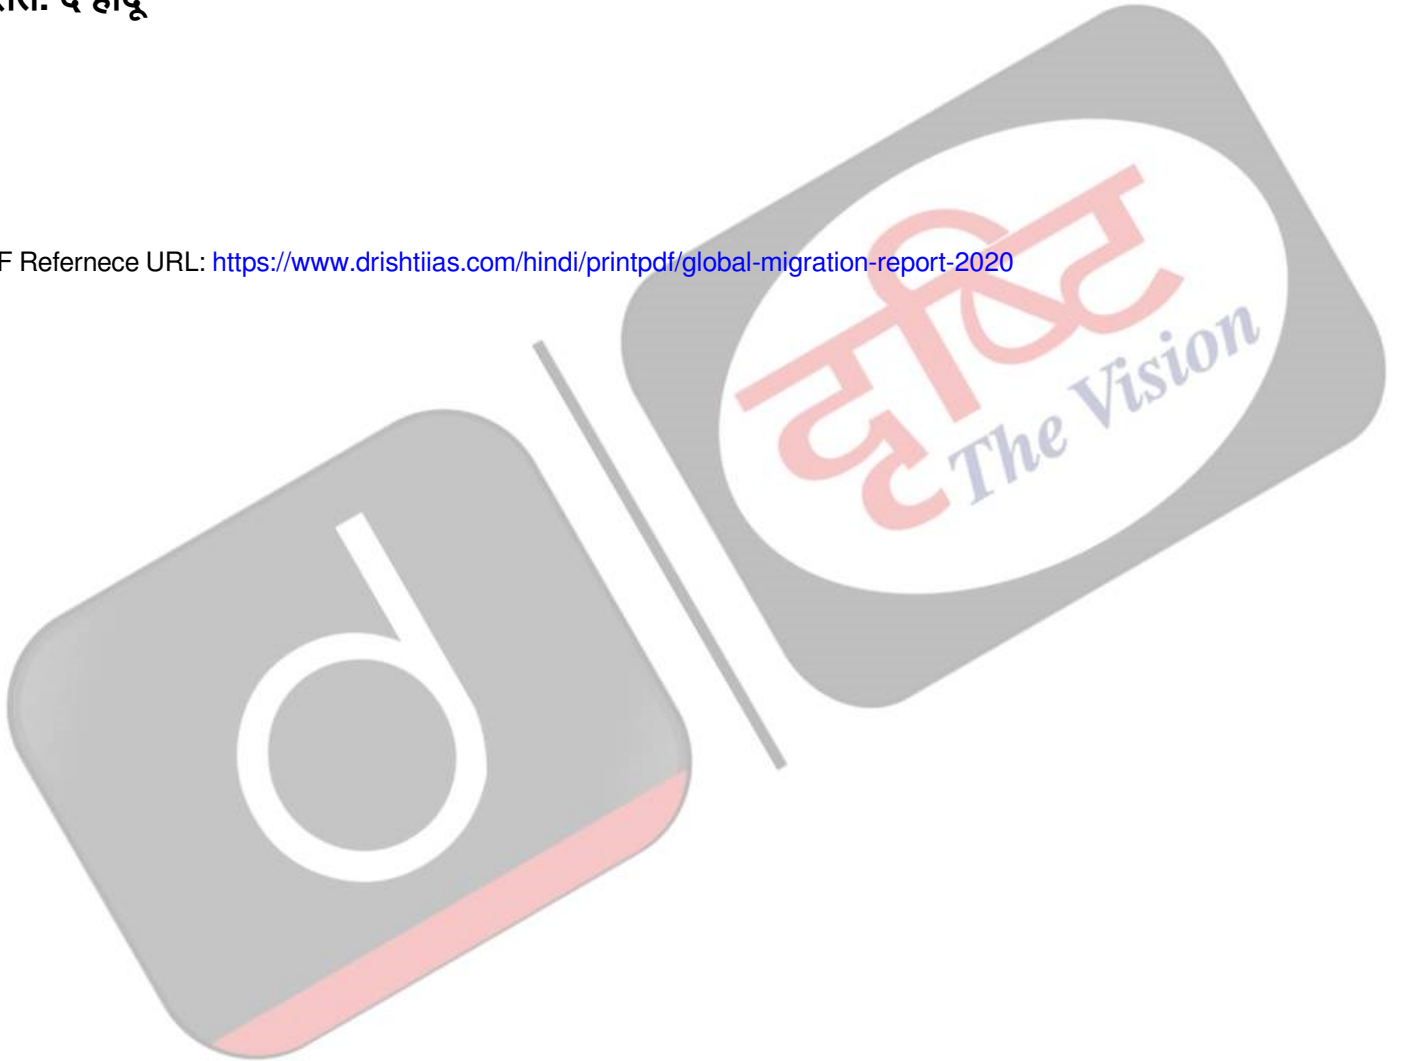 द हिंदू
F Refernece URL: https://www.drishtiias.com/hindi/printpdf/global-migration-report-2020
दृष्टि
The Vision
d